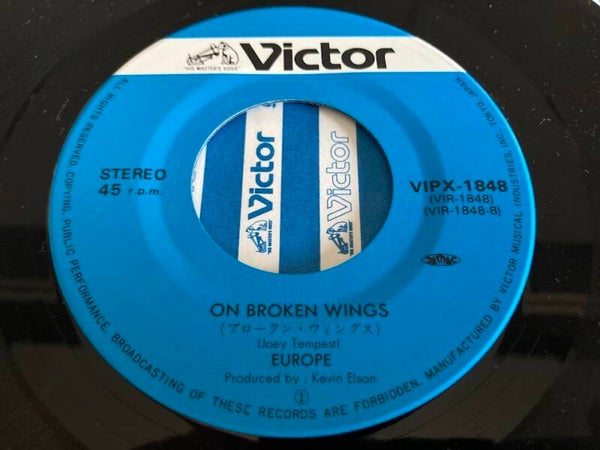 "HIS MASTER'S VOICE"
Victor
STEREO
45 r.p.m.
VIPX-1848
(VIR-1848)
(VIR-1848-B)
Victor
Victor
ON BROKEN WINGS
(ブロークン・ウィングス)
(Joey Tempest)
EUROPE
Produced by : Kevin Elson
①
ALL RIGHTS RESERVED. COPYING, PUBLIC PERFORMANCE, BROADCASTING OF THESE RECORDS ARE FORBIDDEN. MANUFACTURED BY VICTOR MUSICAL INDUSTRIES, INC. TOKYO, JAPAN